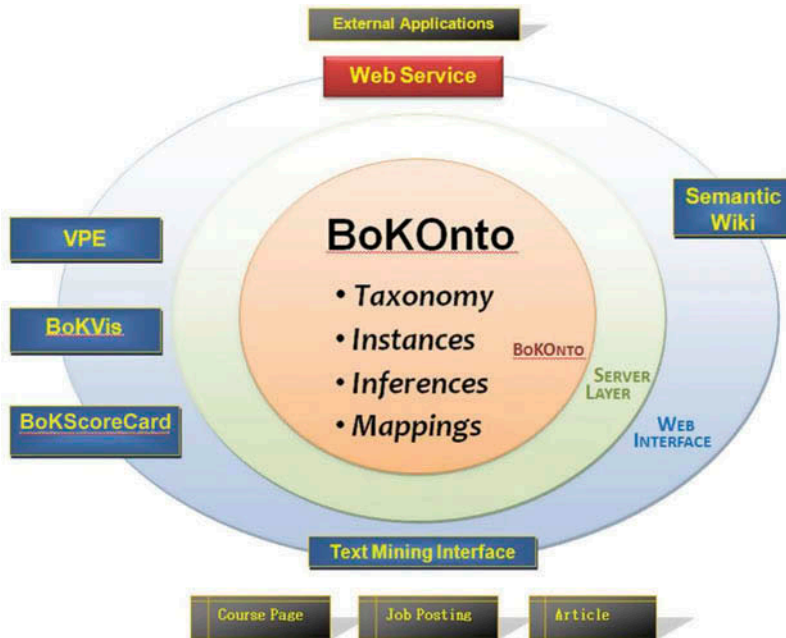 External Applications
Web Service
Semantic
Wiki
VPE
BoKVis
BoKScoreCard
BoKOnto
• Taxonomy
• Instances
• Inferences
• Mappings
BoKOnto
Server
Layer
Web
Interface
Text Mining Interface
Course Page
Job Posting
Article